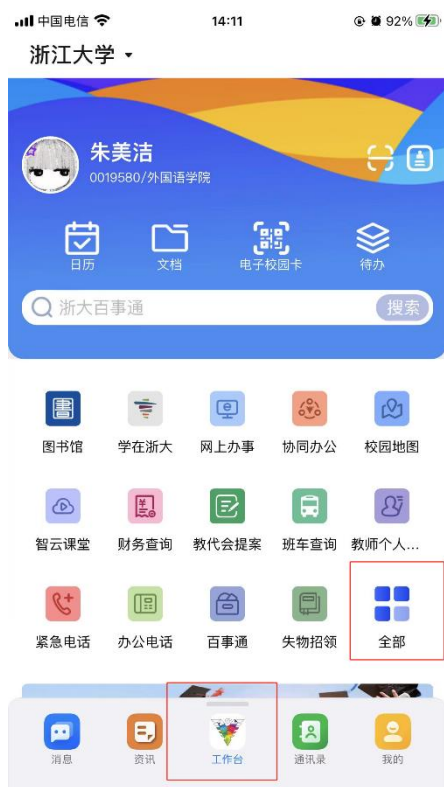 中国电信 14:11 92%
浙江大学
朱美洁
0019580/外国语学院
日历 文档 电子校园卡 待办
浙大百事通 搜索
書
图书馆 学在浙大 网上办事 协同办公 校园地图
智云课堂 财务查询 教代会提案 班车查询 教师个人...
紧急电话 办公电话 百事通 失物招领 全部
消息 资讯 工作台 通讯录 我的